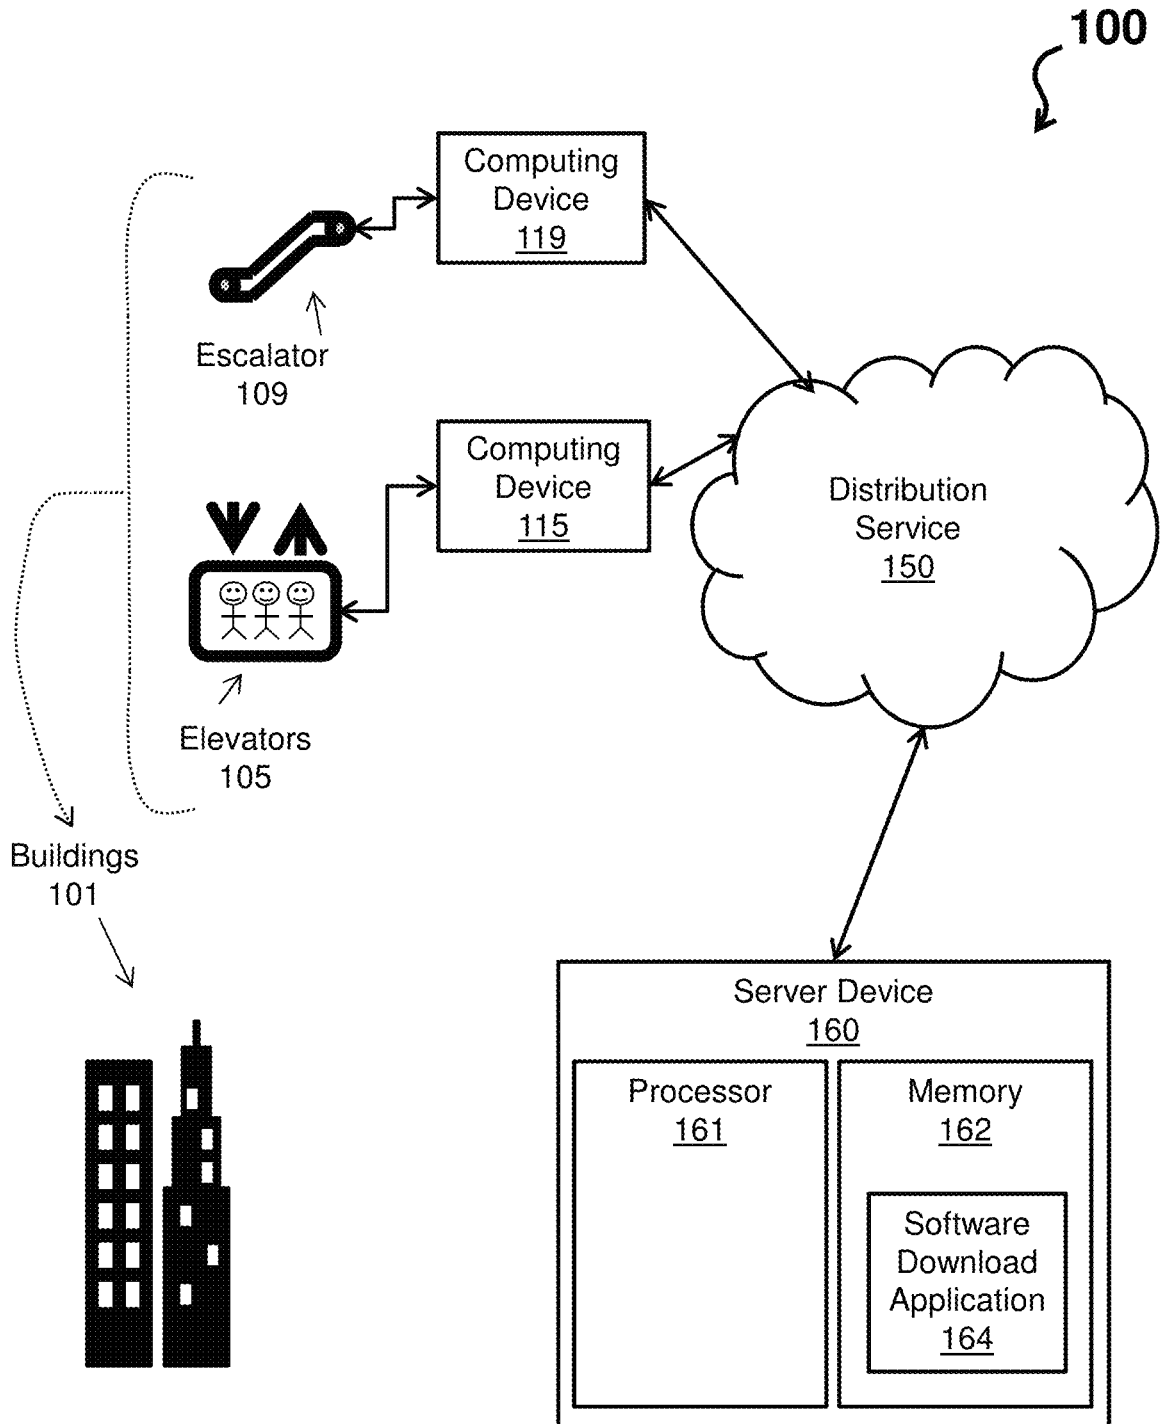 100
Computing
Device
119
Escalator
109
Computing
Device
115
Distribution
Service
150
Elevators
105
Buildings
101
Server Device
160
Processor
161
Memory
162
Software
Download
Application
164